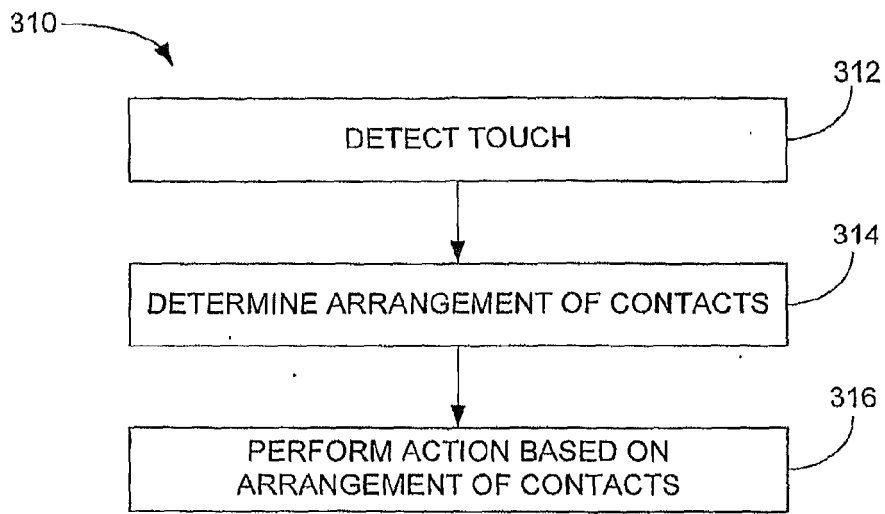 310
312
DETECT TOUCH
314
DETERMINE ARRANGEMENT OF CONTACTS
316
PERFORM ACTION BASED ON
ARRANGEMENT OF CONTACTS